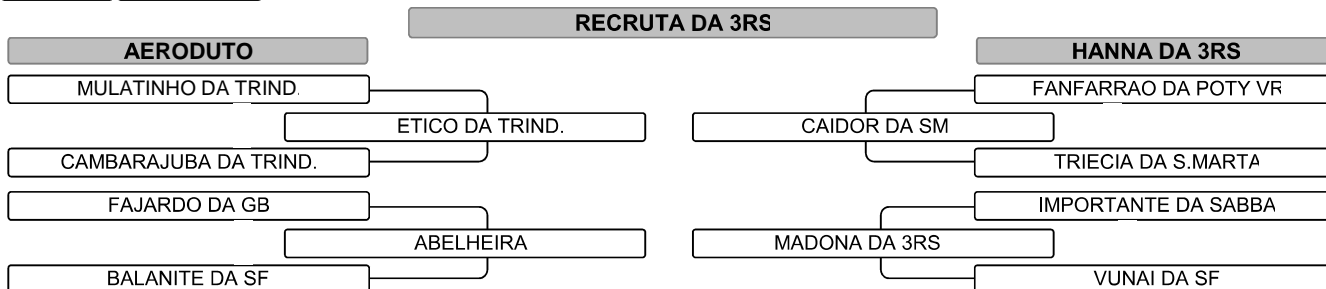 RECRUTA DA 3RS
AERODUTO
HANNA DA 3RS
MULATINHO DA TRIND.
FANFARRAO DA POTY VR
ETICO DA TRIND.
CAIDOR DA SM
CAMBARAJUBA DA TRIND.
TRIECIA DA S.MARTA
FAJARDO DA GB
IMPORTANTE DA SABBA
ABELHEIRA
MADONA DA 3RS
BALANITE DA SF
VUNAI DA SF